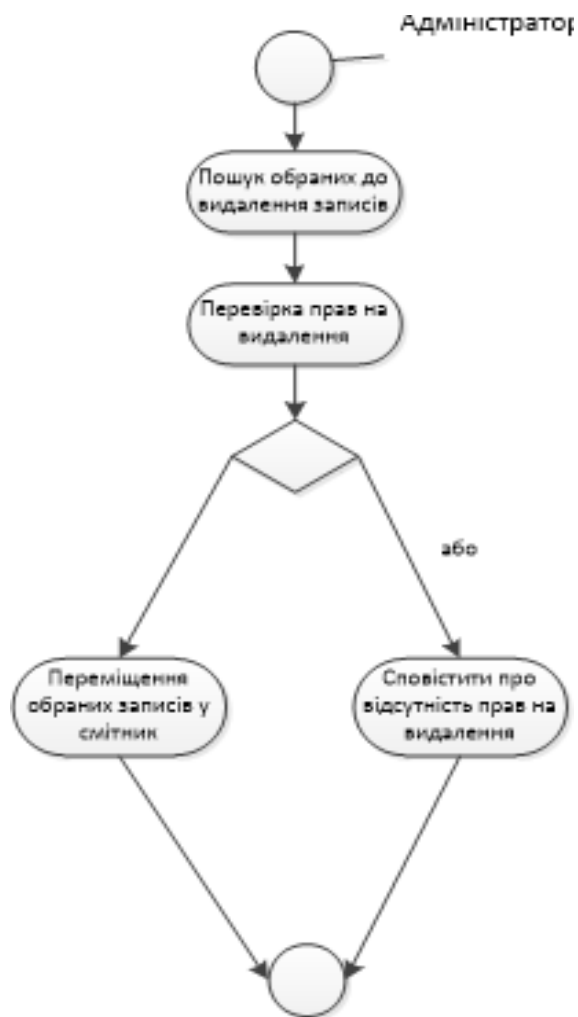 Адміністратор
Пошук обраних до
видалення записів
Перевірка прав на
видалення
або
Переміщення
обраних записів у
смітник
Сповістити про
відсутність прав на
видалення